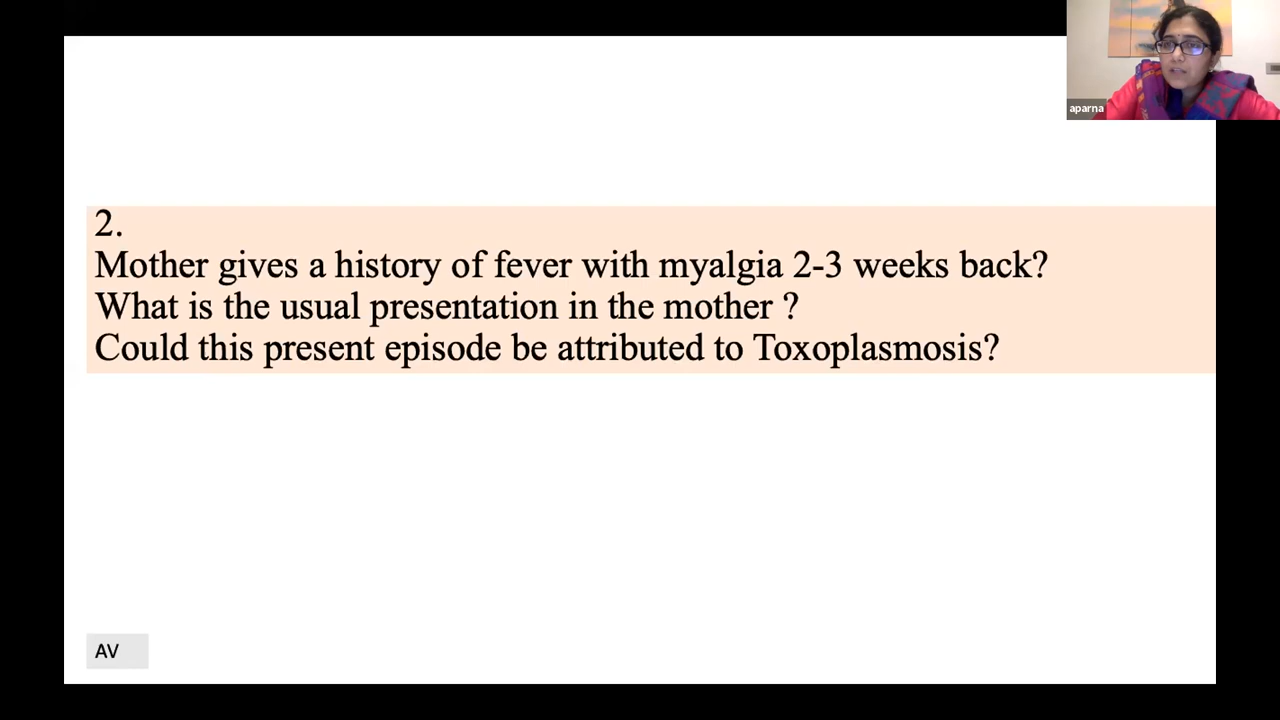 aparna
2.
Mother gives a history of fever with myalgia 2-3 weeks back?
What is the usual presentation in the mother ?
Could this present episode be attributed to Toxoplasmosis?
AV